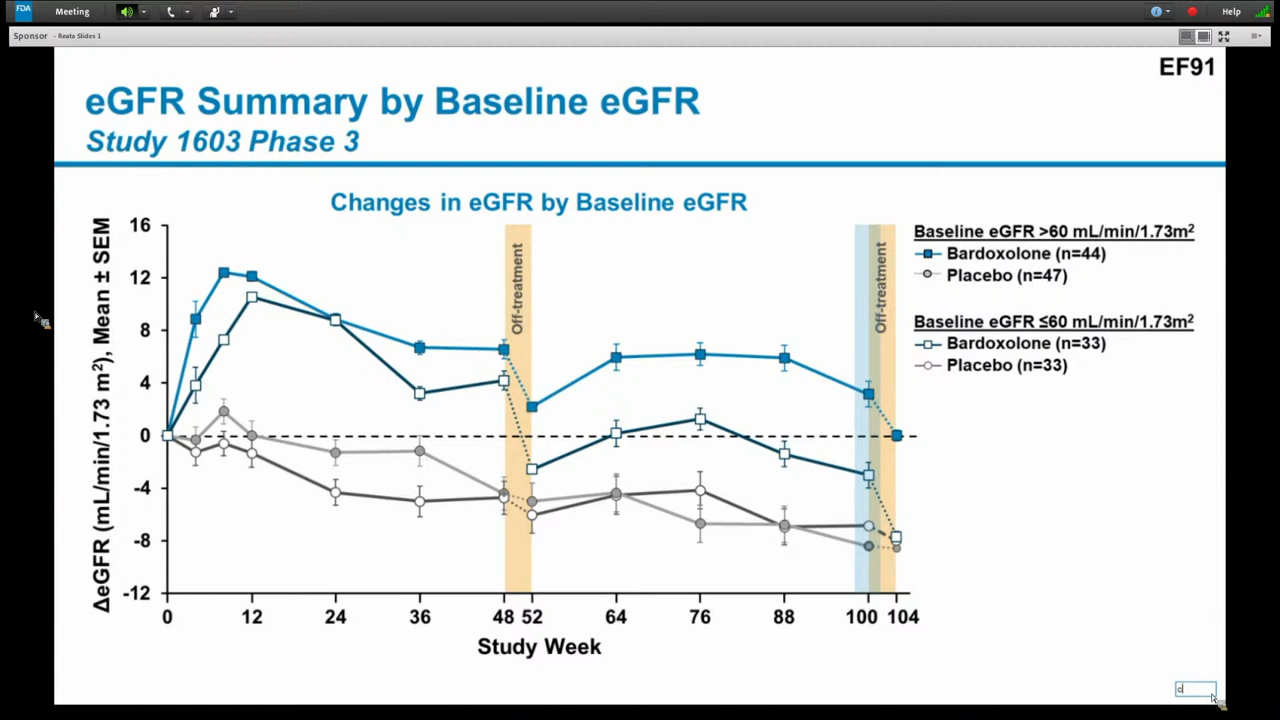 FDA
Meeting
Help
Sponsor - Reata Slides 1
EF91
eGFR Summary by Baseline eGFR
Study 1603 Phase 3
Changes in eGFR by Baseline eGFR
ΔeGFR (mL/min/1.73 m²), Mean ± SEM
16
12
8
4
0
-4
-8
-12
Off-treatment
Off-treatment
Baseline eGFR >60 mL/min/1.73m²
Bardoxolone (n=44)
Placebo (n=47)
Baseline eGFR ≤60 mL/min/1.73m²
Bardoxolone (n=33)
Placebo (n=33)
0 12 24 36 48 52 64 76 88 100 104
Study Week